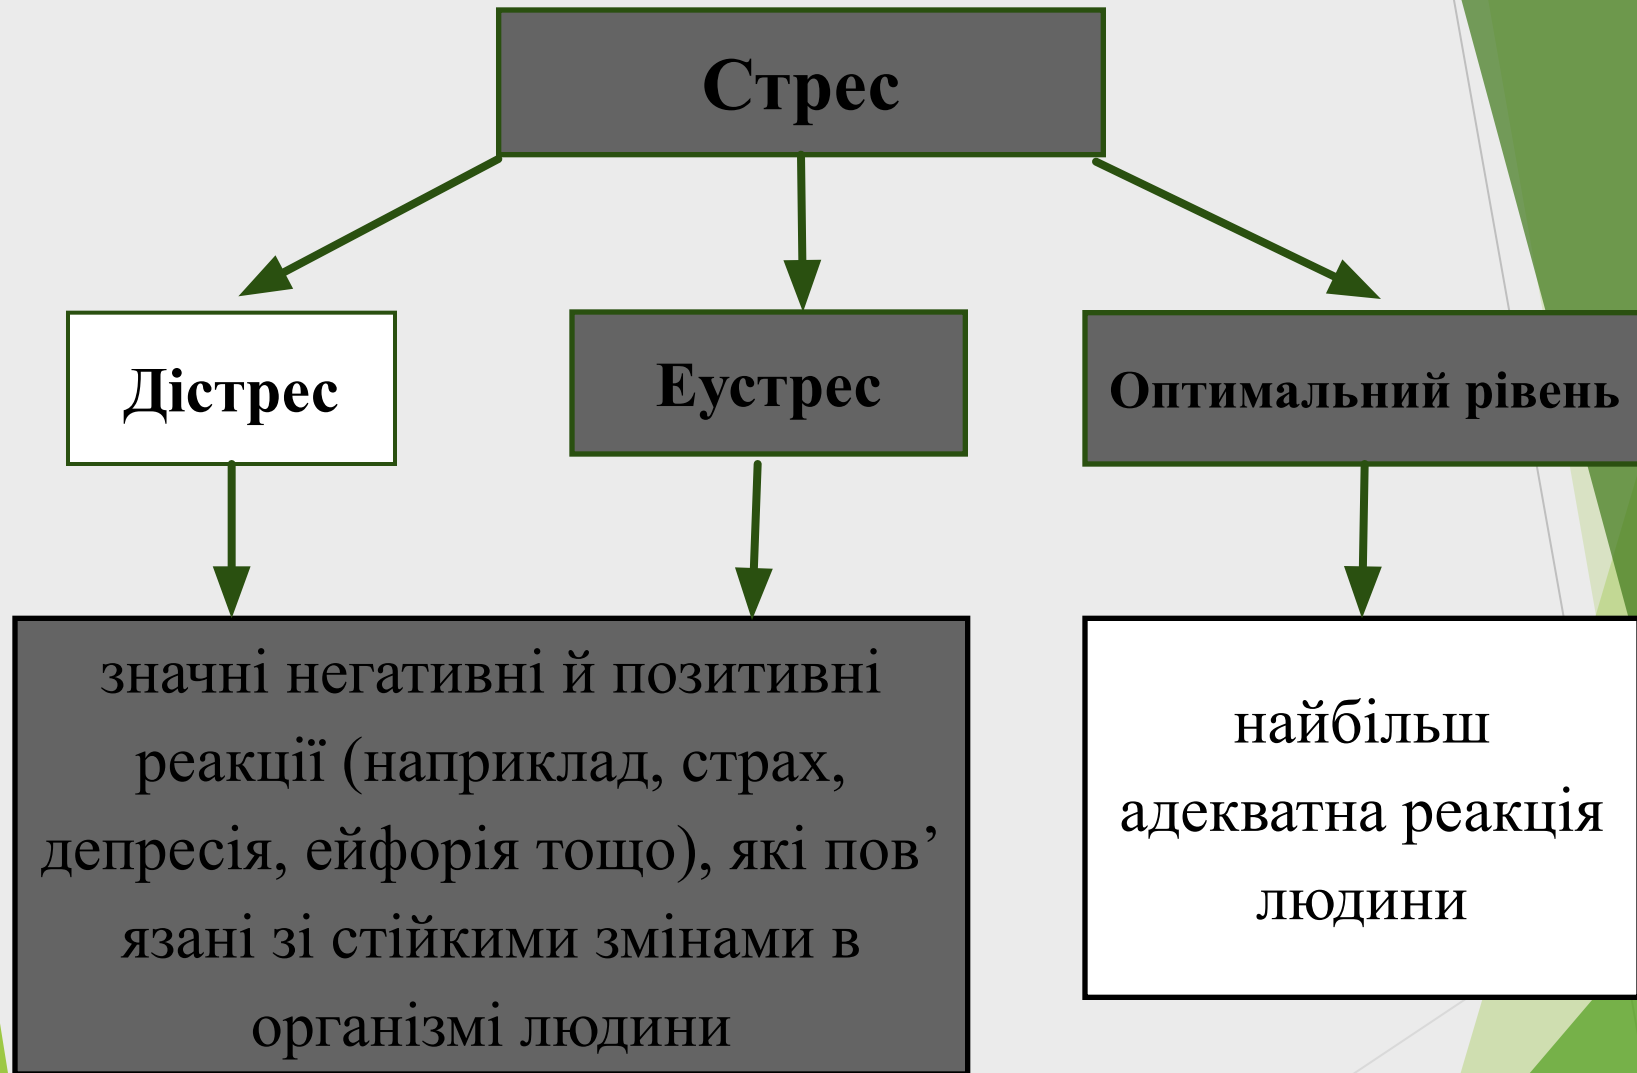 Стрес
Дістрес
Еустрес
Оптимальний рівень
значні негативні й позитивні
реакції (наприклад, страх,
депресія, ейфорія тощо), які пов’
язані зі стійкими змінами в
організмі людини
найбільш
адекватна реакція
людини